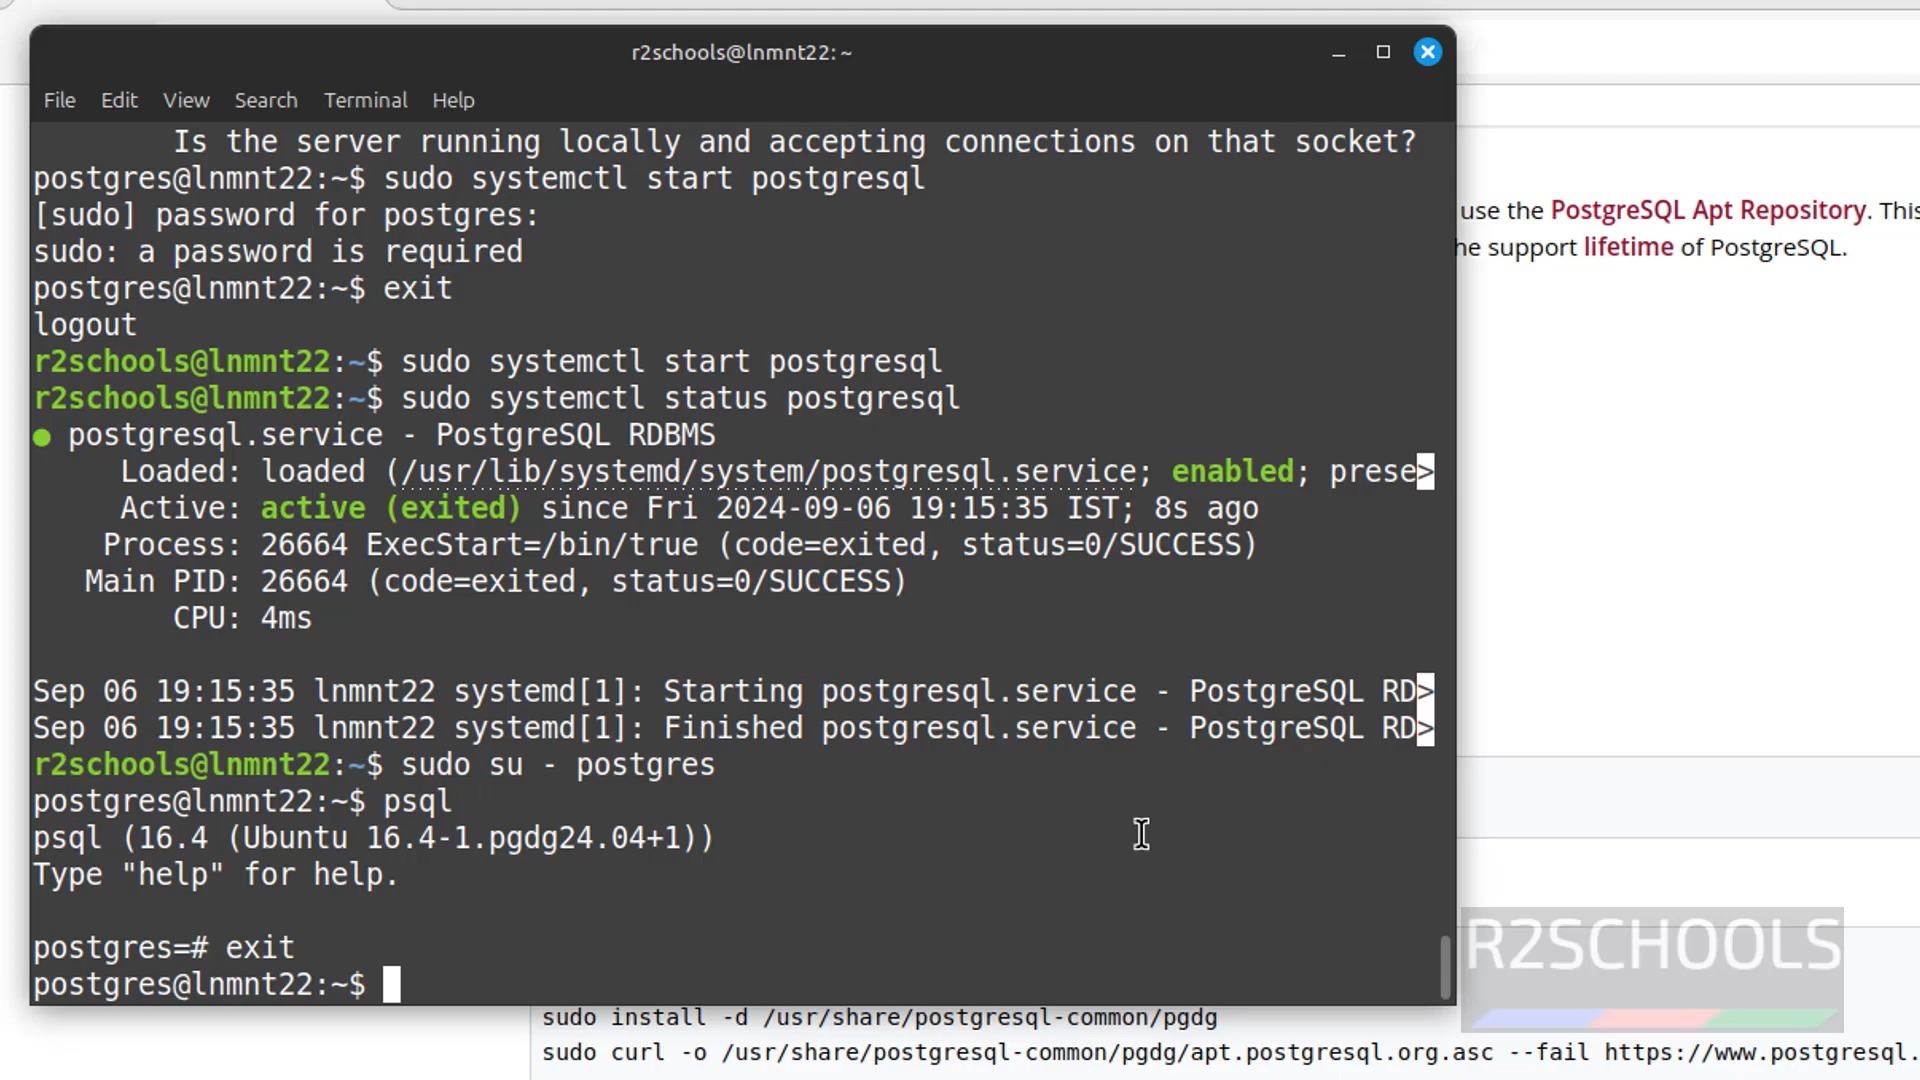 r2schools@lnmnt22: ~
File Edit View Search Terminal Help
Is the server running locally and accepting connections on that socket?
postgres@lnmnt22:~$ sudo systemctl start postgresql
[sudo] password for postgres:
sudo: a password is required
postgres@lnmnt22:~$ exit
logout
r2schools@lnmnt22:~$ sudo systemctl start postgresql
r2schools@lnmnt22:~$ sudo systemctl status postgresql
● postgresql.service - PostgreSQL RDBMS
Loaded: loaded (/usr/lib/systemd/system/postgresql.service; enabled; prese>
Active: active (exited) since Fri 2024-09-06 19:15:35 IST; 8s ago
Process: 26664 ExecStart=/bin/true (code=exited, status=0/SUCCESS)
Main PID: 26664 (code=exited, status=0/SUCCESS)
CPU: 4ms
Sep 06 19:15:35 lnmnt22 systemd[1]: Starting postgresql.service - PostgreSQL RD>
Sep 06 19:15:35 lnmnt22 systemd[1]: Finished postgresql.service - PostgreSQL RD>
r2schools@lnmnt22:~$ sudo su - postgres
postgres@lnmnt22:~$ psql
psql (16.4 (Ubuntu 16.4-1.pgdg24.04+1))
Type "help" for help.
postgres=# exit
postgres@lnmnt22:~$
use the PostgreSQL Apt Repository. This
he support lifetime of PostgreSQL.
R2SCHOOLS
sudo install -d /usr/share/postgresql-common/pgdg
sudo curl -o /usr/share/postgresql-common/pgdg/apt.postgresql.org.asc --fail https://www.postgresql.